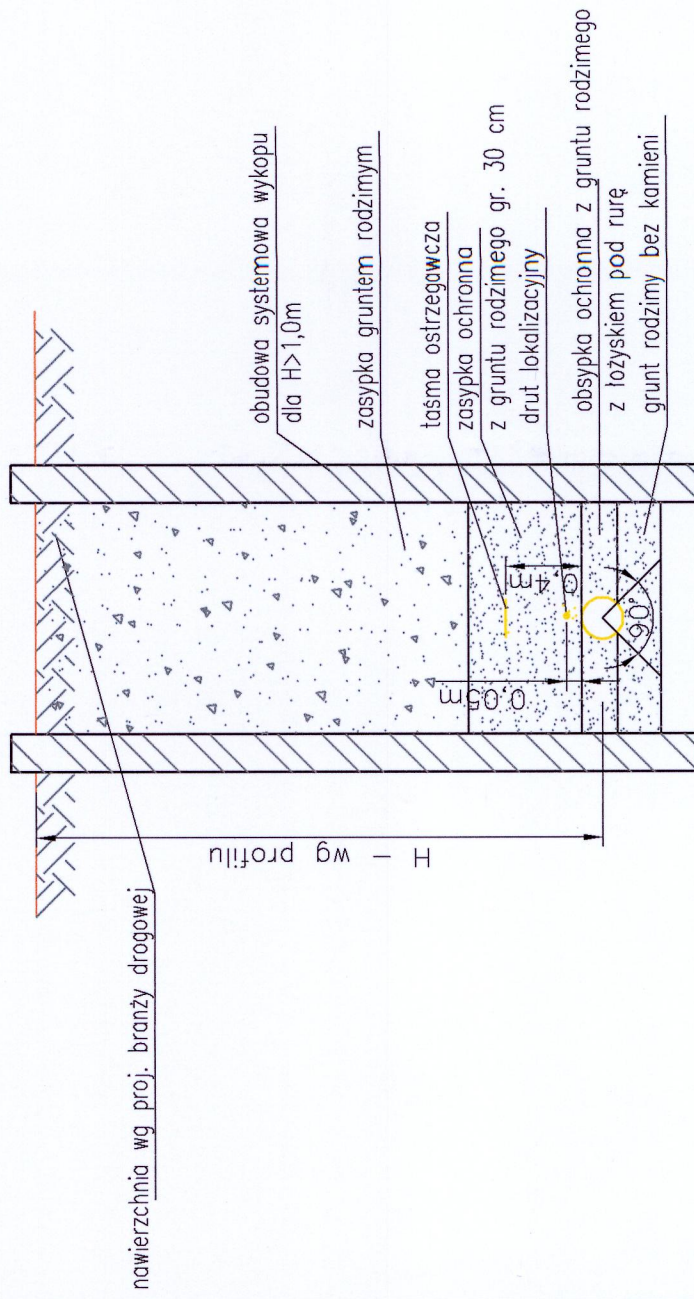 nawierzchnia wg proj. branży drogowej
H – wg profilu
0,05m
0,4m
90°
obudowa systemowa wykopu
dla H>1,0m
zasypka gruntem rodzimym
taśma ostrzegawcza
zasypka ochronna
z gruntu rodzimego gr. 30 cm
drut lokalizacyjny
obsypka ochronna z gruntu rodzimego
z łożyskiem pod rurę
grunt rodzimy bez kamieni